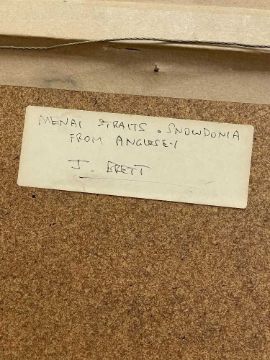 MENAI STRAITS & SNOWDONIA
FROM ANGLESEY
J. BRETT